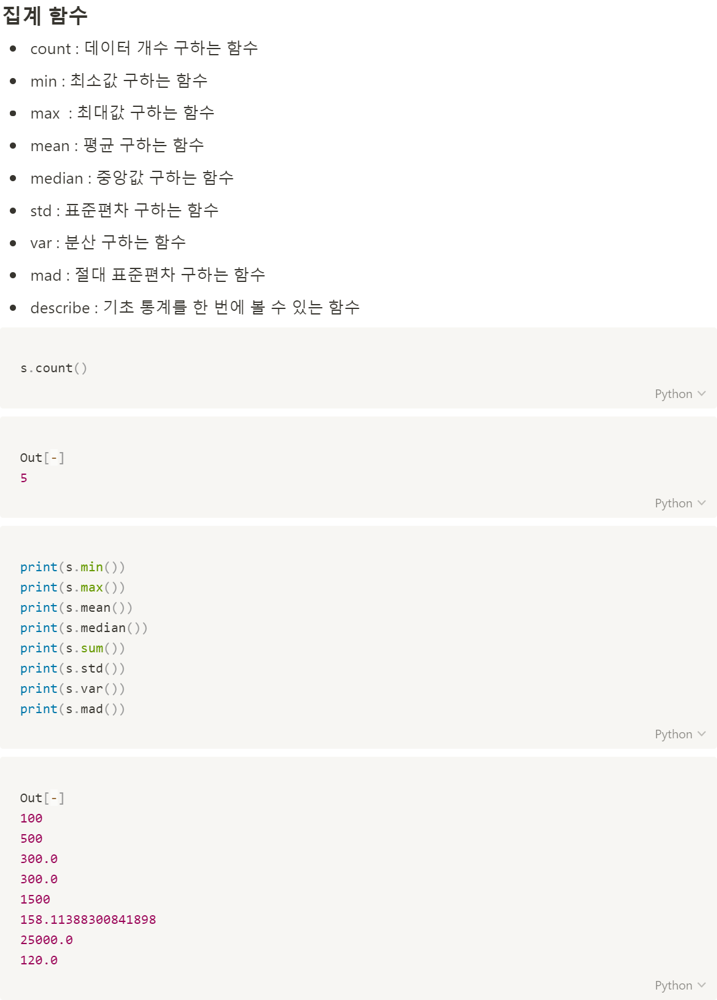 집계 함수
• count : 데이터 개수 구하는 함수
• min : 최소값 구하는 함수
• max : 최대값 구하는 함수
• mean : 평균 구하는 함수
• median : 중앙값 구하는 함수
• std : 표준편차 구하는 함수
• var : 분산 구하는 함수
• mad : 절대 표준편차 구하는 함수
• describe : 기초 통계를 한 번에 볼 수 있는 함수
s.count()
Python
Out[-]
5
Python
print(s.min())
print(s.max())
print(s.mean())
print(s.median())
print(s.sum())
print(s.std())
print(s.var())
print(s.mad())
Python
Out[-]
100
500
300.0
300.0
1500
158.11388300841898
25000.0
120.0
Python